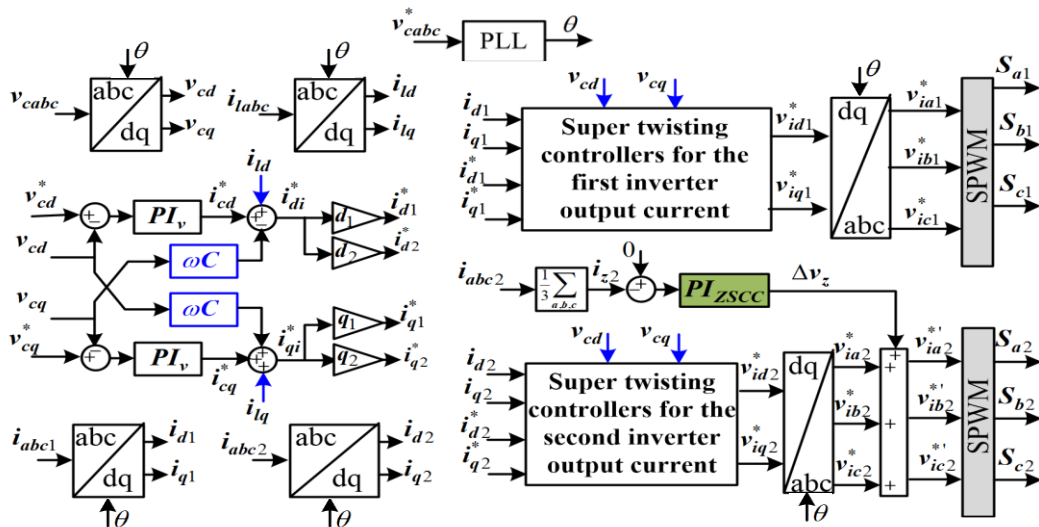 v*cabc PLL θ
θ
vcabc abc dq vcd vcq
θ
ilabc abc dq ild ilq
v*cd PIv i*cd ild i*di d1 i*d1
d2 i*d2
vcd ωC
vcq ωC
v*cq PIv i*cq ilq i*qi q1 i*q1
q2 i*q2
iabc1 abc dq id1 iq1
θ
iabc2 abc dq id2 iq2
θ
vcd vcq
id1
iq1
i*d1
i*q1
Super twisting
controllers for the
first inverter
output current
v*id1
v*iq1
θ
dq
abc
v*ia1
v*ib1
v*ic1
SPWM
Sa1
Sb1
Sc1
iabc2 1/3 ∑ a,b,c iz2 0 PIZSCC Δvz
vcd vcq
id2
iq2
i*d2
i*q2
Super twisting
controllers for the
second inverter
output current
v*id2
v*iq2
dq
abc
θ
v*ia2
v*ib2
v*ic2
+
+
+
+
v*'ia2
v*'ib2
v*'ic2
SPWM
Sa2
Sb2
Sc2